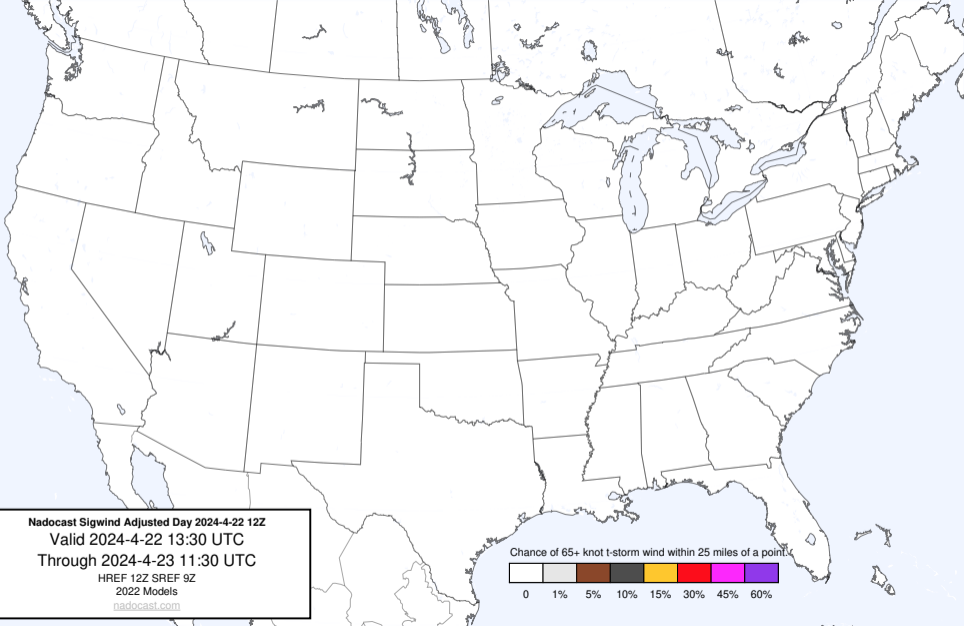 Nadocast Sigwind Adjusted Day 2024-4-22 12Z
Valid 2024-4-22 13:30 UTC
Through 2024-4-23 11:30 UTC
HREF 12Z SREF 9Z
2022 Models
nadocast.com
Chance of 65+ knot t-storm wind within 25 miles of a point.
0 1% 5% 10% 15% 30% 45% 60%